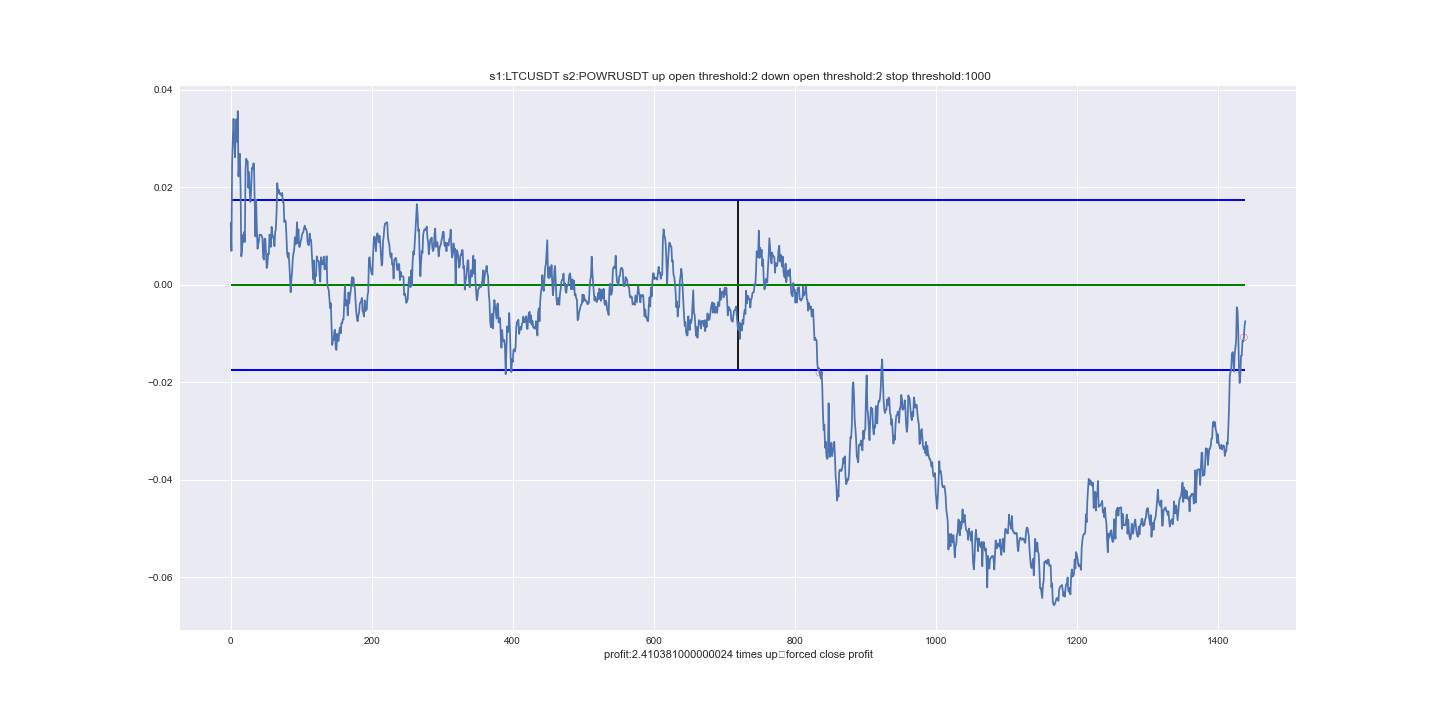 s1:LTCUSDT s2:POWRUSDT up open threshold:2 down open threshold:2 stop threshold:1000
0.04
0.02
0.00
−0.02
−0.04
−0.06
0 200 400 600 800 1000 1200 1400
profit:2.410381000000024 times up□forced close profit